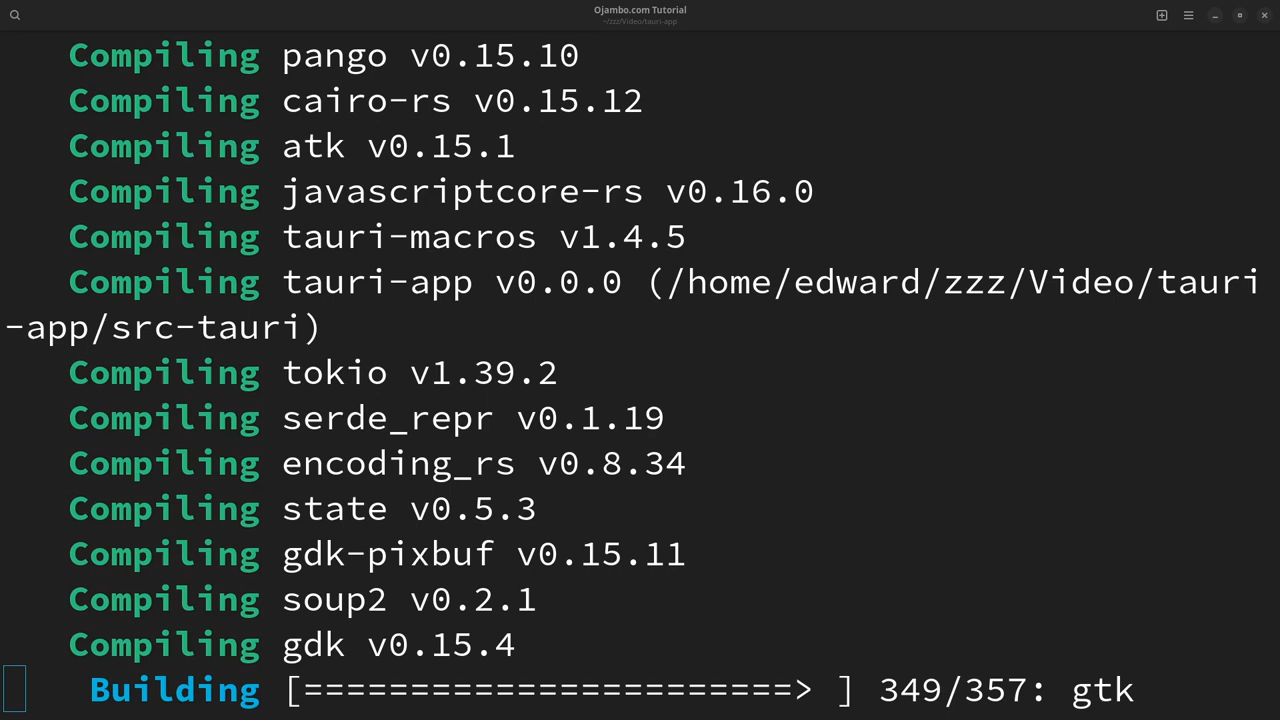 Ojambo.com Tutorial
~/zzz/Video/tauri-app
Compiling pango v0.15.10
Compiling cairo-rs v0.15.12
Compiling atk v0.15.1
Compiling javascriptcore-rs v0.16.0
Compiling tauri-macros v1.4.5
Compiling tauri-app v0.0.0 (/home/edward/zzz/Video/tauri
-app/src-tauri)
Compiling tokio v1.39.2
Compiling serde_repr v0.1.19
Compiling encoding_rs v0.8.34
Compiling state v0.5.3
Compiling gdk-pixbuf v0.15.11
Compiling soup2 v0.2.1
Compiling gdk v0.15.4
Building [=======================> ] 349/357: gtk